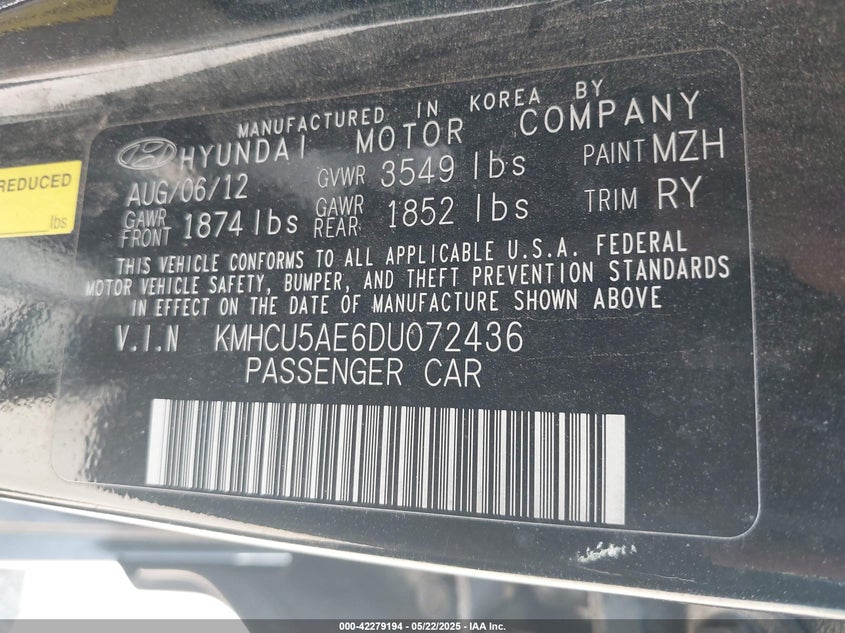 REDUCED
lbs
MANUFACTURED IN KOREA BY
HYUNDAI MOTOR COMPANY
AUG/06/12 GVWR 3549 lbs PAINT MZH
GAWR FRONT 1874 lbs GAWR REAR 1852 lbs TRIM RY
THIS VEHICLE CONFORMS TO ALL APPLICABLE U.S.A. FEDERAL
MOTOR VEHICLE SAFETY, BUMPER, AND THEFT PREVENTION STANDARDS
IN EFFECT ON THE DATE OF MANUFACTURE SHOWN ABOVE
V.I.N KMHCU5AE6DU072436
PASSENGER CAR
000-42279194 - 05/22/2025 - IAA Inc.